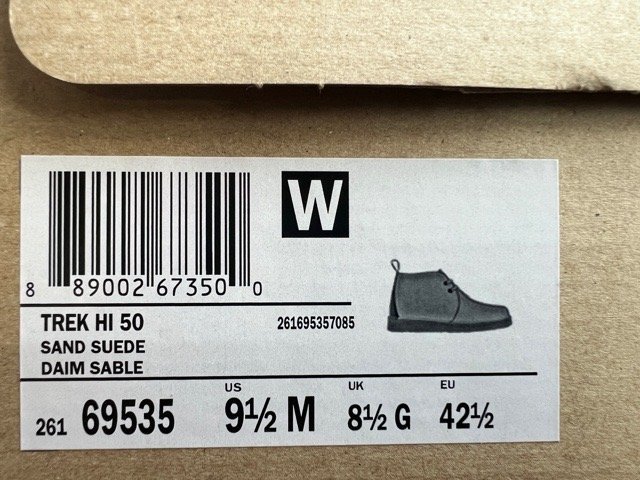 W
8 89002 67350 0
TREK HI 50 261695357085
SAND SUEDE
DAIM SABLE
US UK EU
261 69535 9½ M 8½ G 42½